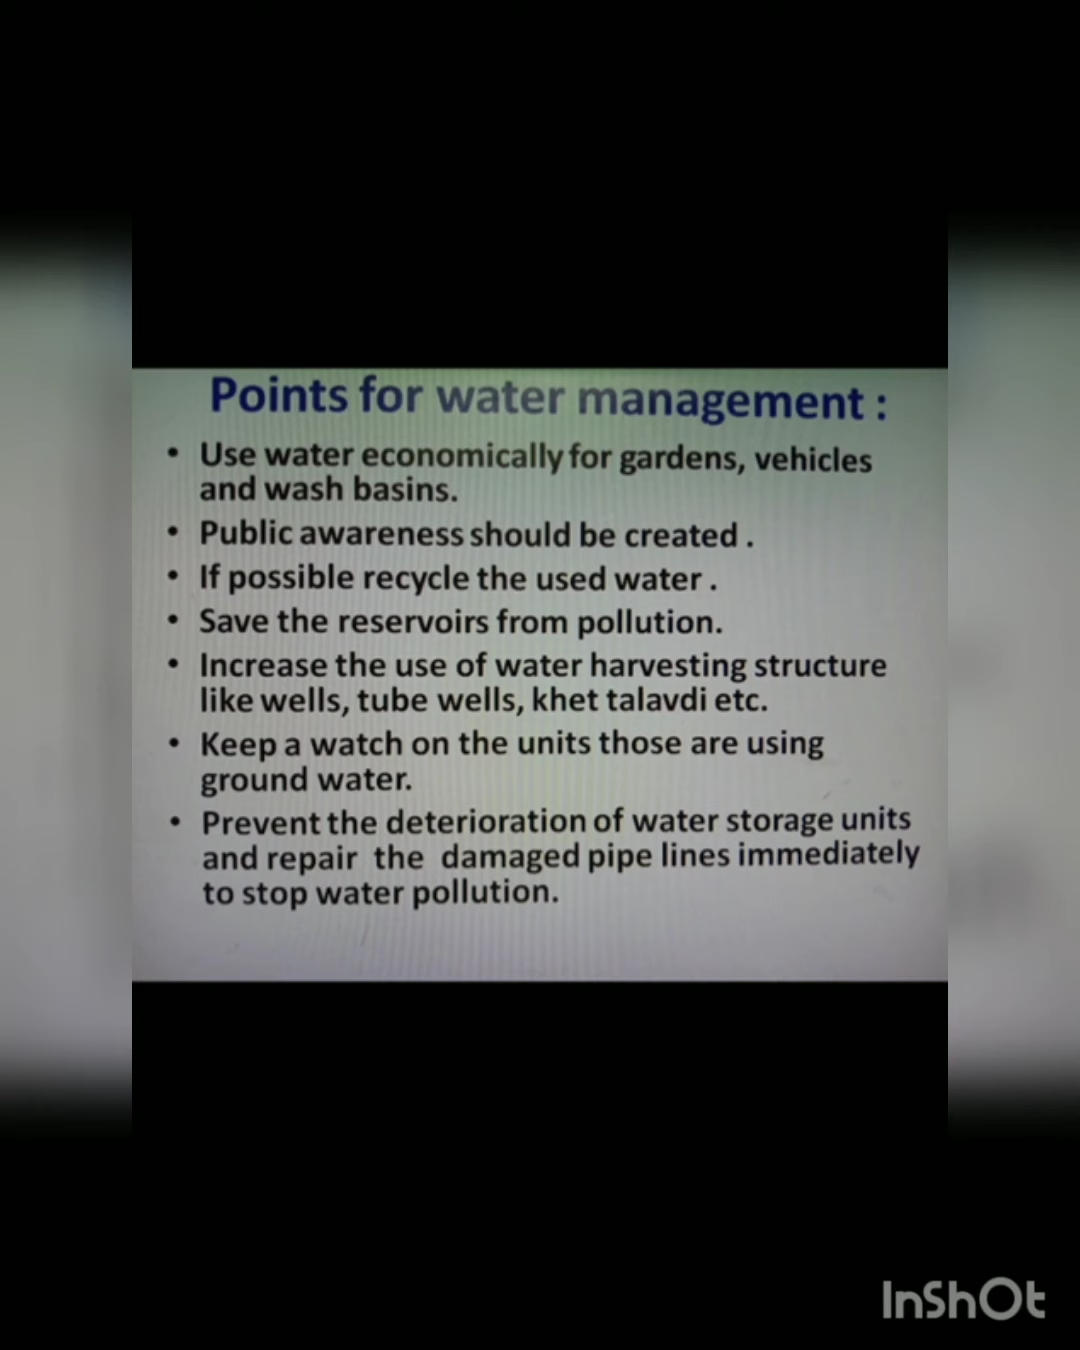 Points for water management :
• Use water economically for gardens, vehicles
and wash basins.
• Public awareness should be created .
• If possible recycle the used water .
• Save the reservoirs from pollution.
• Increase the use of water harvesting structure
like wells, tube wells, khet talavdi etc.
• Keep a watch on the units those are using
ground water.
• Prevent the deterioration of water storage units
and repair the damaged pipe lines immediately
to stop water pollution.
InShOt